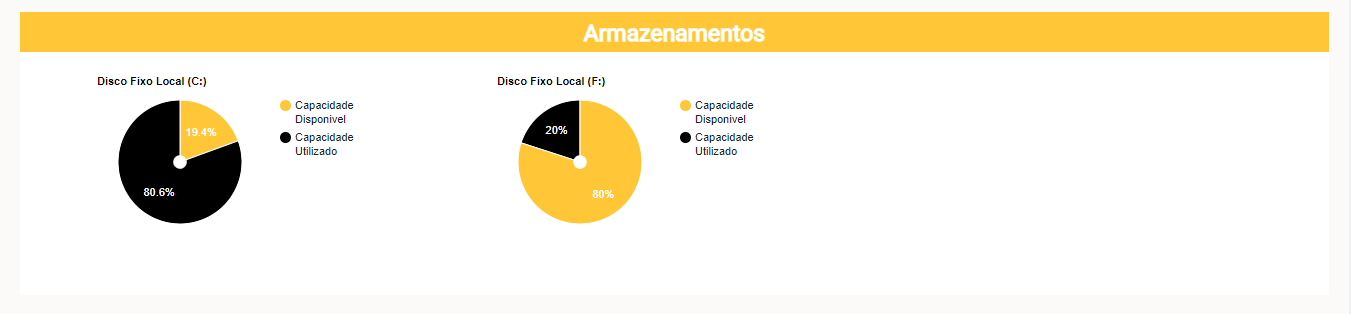 Armazenamentos
Disco Fixo Local (C:)
19.4%
80.6%
Capacidade
Disponivel
Capacidade
Utilizado
Disco Fixo Local (F:)
20%
80%
Capacidade
Disponivel
Capacidade
Utilizado